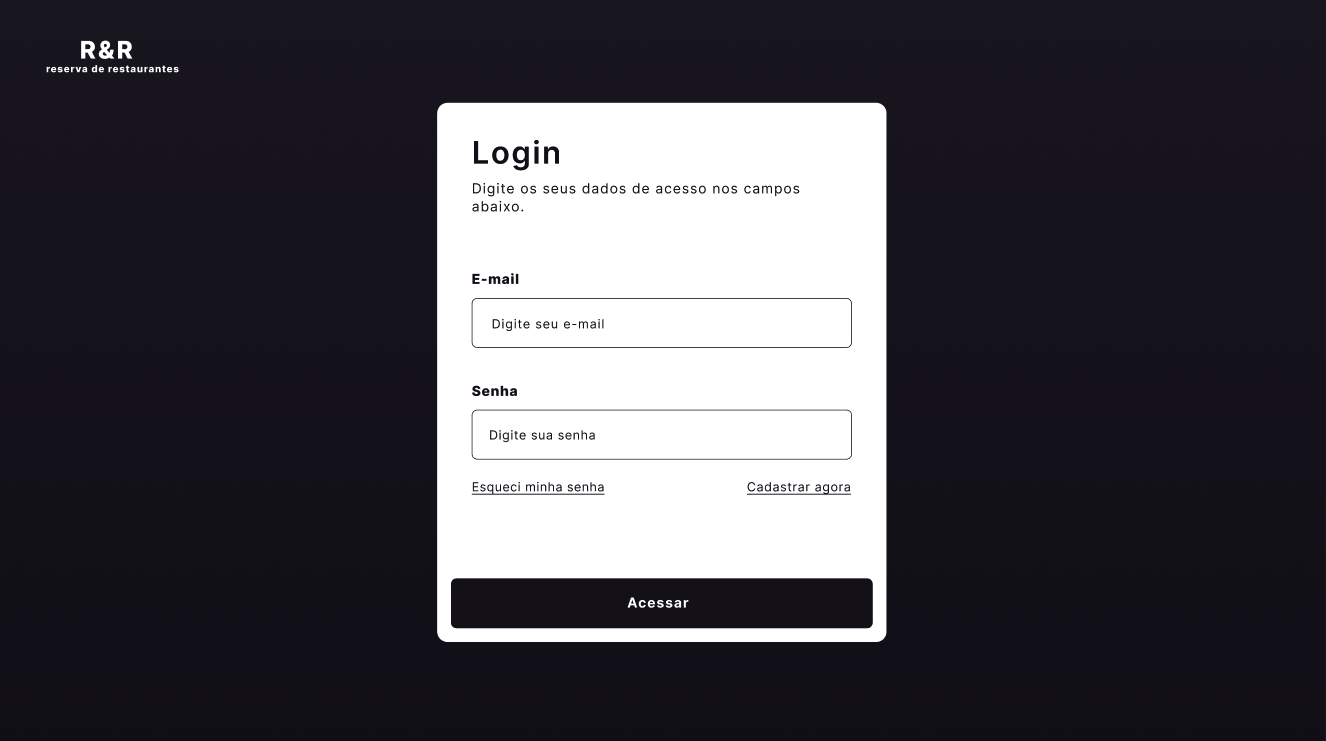 R&R
reserva de restaurantes
Login
Digite os seus dados de acesso nos campos
abaixo.
E-mail
Digite seu e-mail
Senha
Digite sua senha
Esqueci minha senha
Cadastrar agora
Acessar